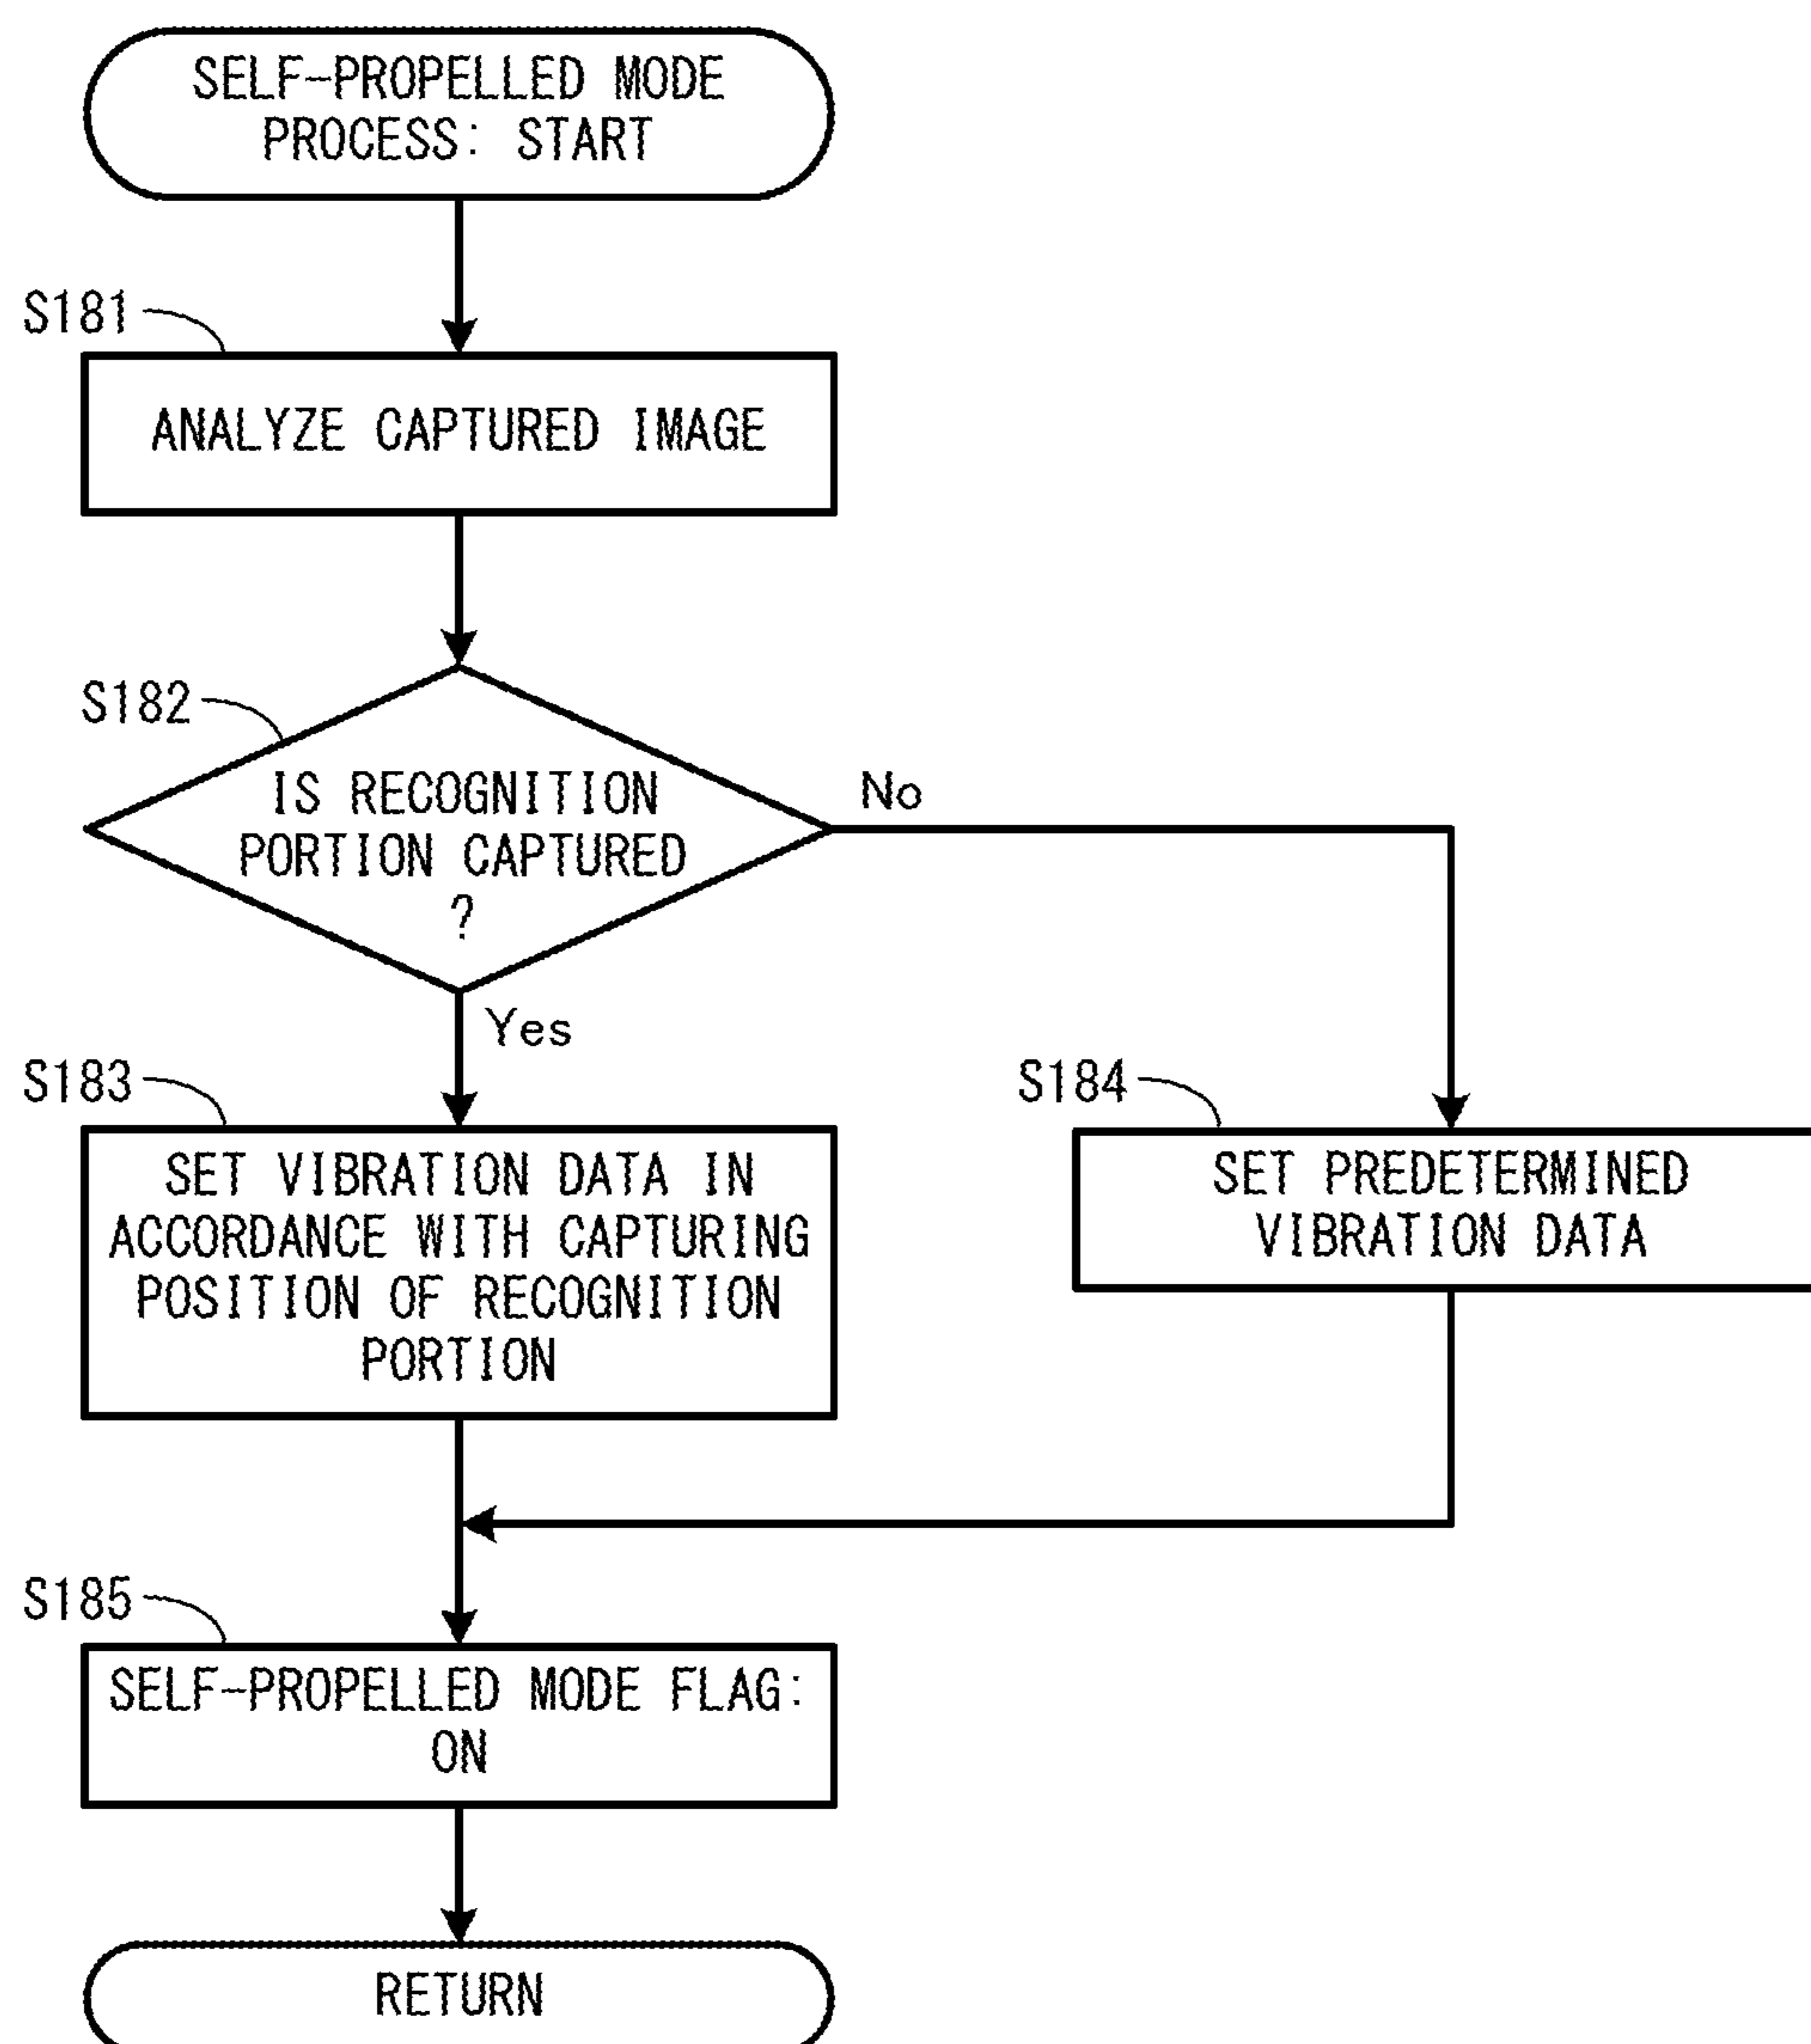 SELF-PROPELLED MODE
PROCESS: START
S181
ANALYZE CAPTURED IMAGE
S182
IS RECOGNITION
PORTION CAPTURED
?
No
Yes
S183
SET VIBRATION DATA IN
ACCORDANCE WITH CAPTURING
POSITION OF RECOGNITION
PORTION
S184
SET PREDETERMINED
VIBRATION DATA
S185
SELF-PROPELLED MODE FLAG:
ON
RETURN